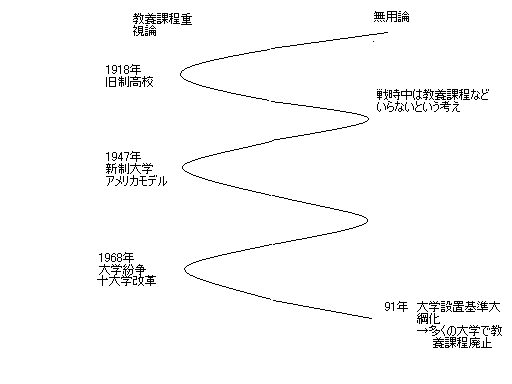 教養課程重
視論
無用論
1918年
旧制高校
戦時中は教養課程など
いらないという考え
1947年
新制大学
アメリカモデル
1968年
大学紛争
十大学改革
91年 大学設置基準大
綱化
→多くの大学で教
養課程廃止